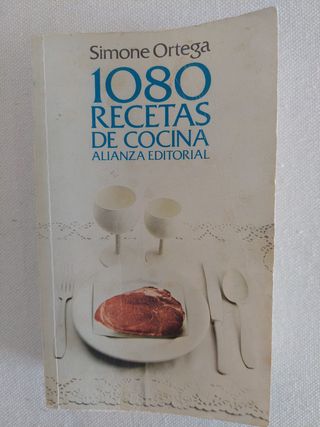 Simone Ortega
1080
RECETAS
DE COCINA
ALIANZA EDITORIAL